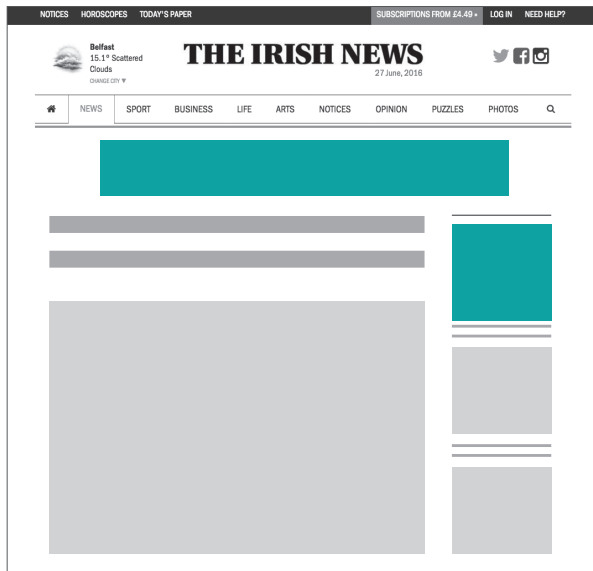 NOTICES HOROSCOPES TODAY'S PAPER SUBSCRIPTIONS FROM £4.49 » LOG IN NEED HELP?
Belfast
15.1° Scattered
Clouds
CHANGE CITY ▼
THE IRISH NEWS
27 June, 2016
NEWS SPORT BUSINESS LIFE ARTS NOTICES OPINION PUZZLES PHOTOS